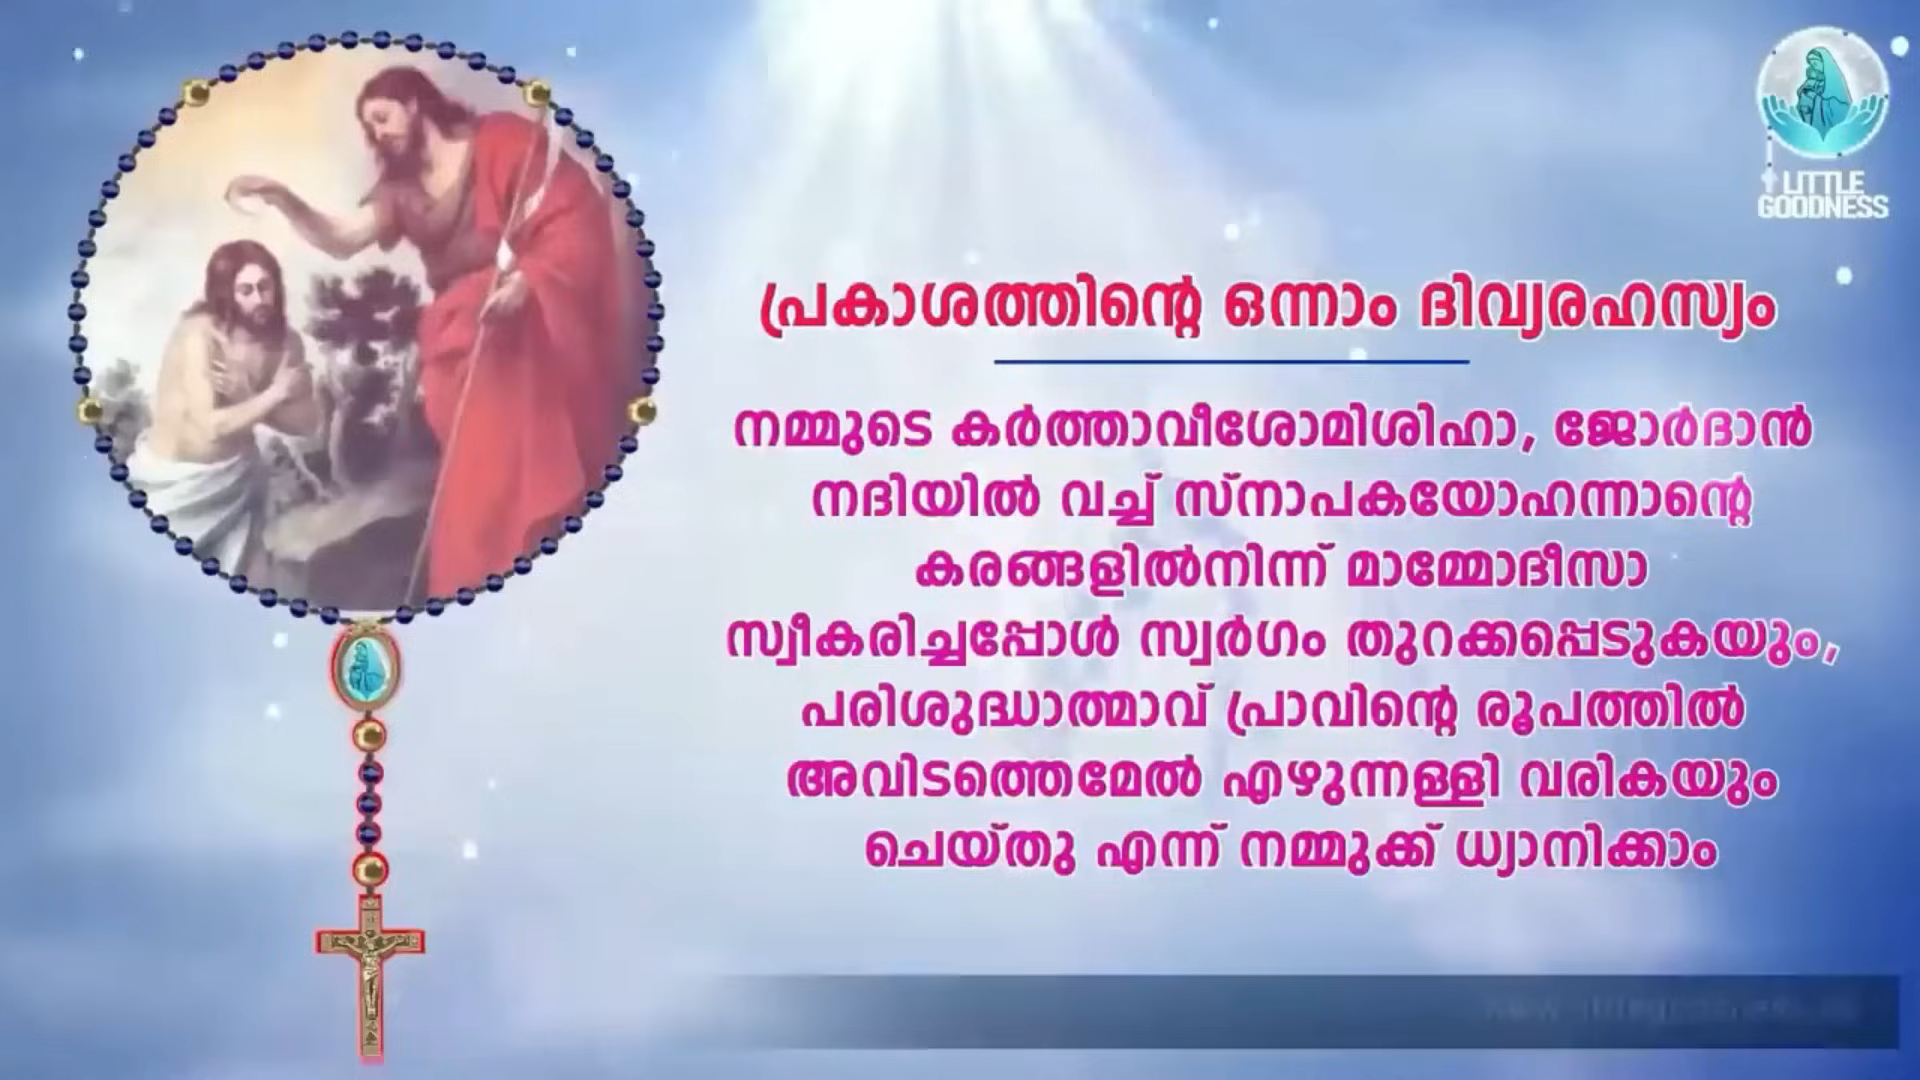 LITTLE
GOODNESS
പ്രകാശത്തിന്റെ ഒന്നാം ദിവ്യരഹസ്യം
നമ്മുടെ കർത്താവീശോമിശിഹാ, ജോർദാൻ
നദിയിൽ വച്ച് സ്നാപകയോഹന്നാന്റെ
കരങ്ങളിൽനിന്ന് മാമ്മോദീസാ
സ്വീകരിച്ചപ്പോൾ സ്വർഗം തുറക്കപ്പെടുകയും,
പരിശുദ്ധാത്മാവ് പ്രാവിന്റെ രൂപത്തിൽ
അവിടത്തെമേൽ എഴുന്നള്ളി വരികയും
ചെയ്തു എന്ന് നമ്മുക്ക് ധ്യാനിക്കാം